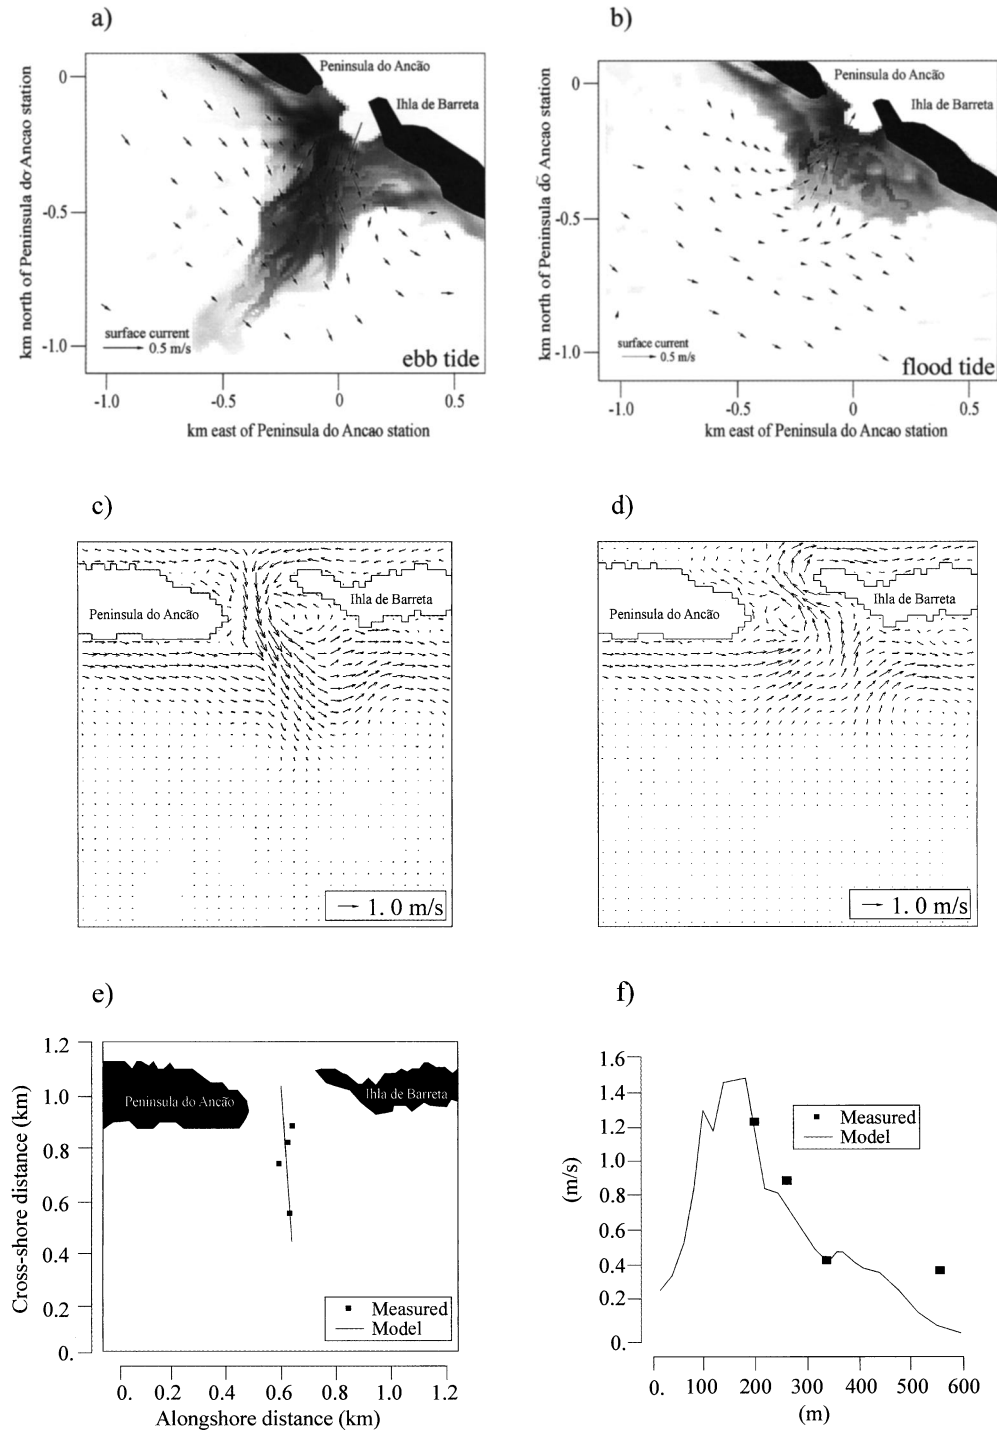 a)
km north of Peninsula do Ancao station
0
-0.5
-1.0
Peninsula do Ancão
Ihla de Barreta
surface current
0.5 m/s
ebb tide
-1.0
-0.5
0
0.5
km east of Peninsula do Ancao station
b)
km north of Peninsula do Ancao station
0
-0.5
-1.0
Peninsula do Ancão
Ihla de Barreta
surface current
0.5 m/s
flood tide
-1.0
-0.5
0
0.5
km east of Peninsula do Ancao station
c)
Peninsula do Ancão
Ihla de Barreta
1. 0 m/s
d)
Peninsula do Ancão
Ihla de Barreta
1. 0 m/s
e)
Cross-shore distance (km)
1.2
1.0
0.8
0.6
0.4
0.2
0.
Peninsula do Ancão
Ihla de Barreta
Measured
Model
0.
0.2
0.4
0.6
0.8
1.0
1.2
Alongshore distance (km)
f)
(m/s)
1.6
1.4
1.2
1.0
0.8
0.6
0.4
0.2
0.
Measured
Model
0.
100
200
300
400
500
600
(m)